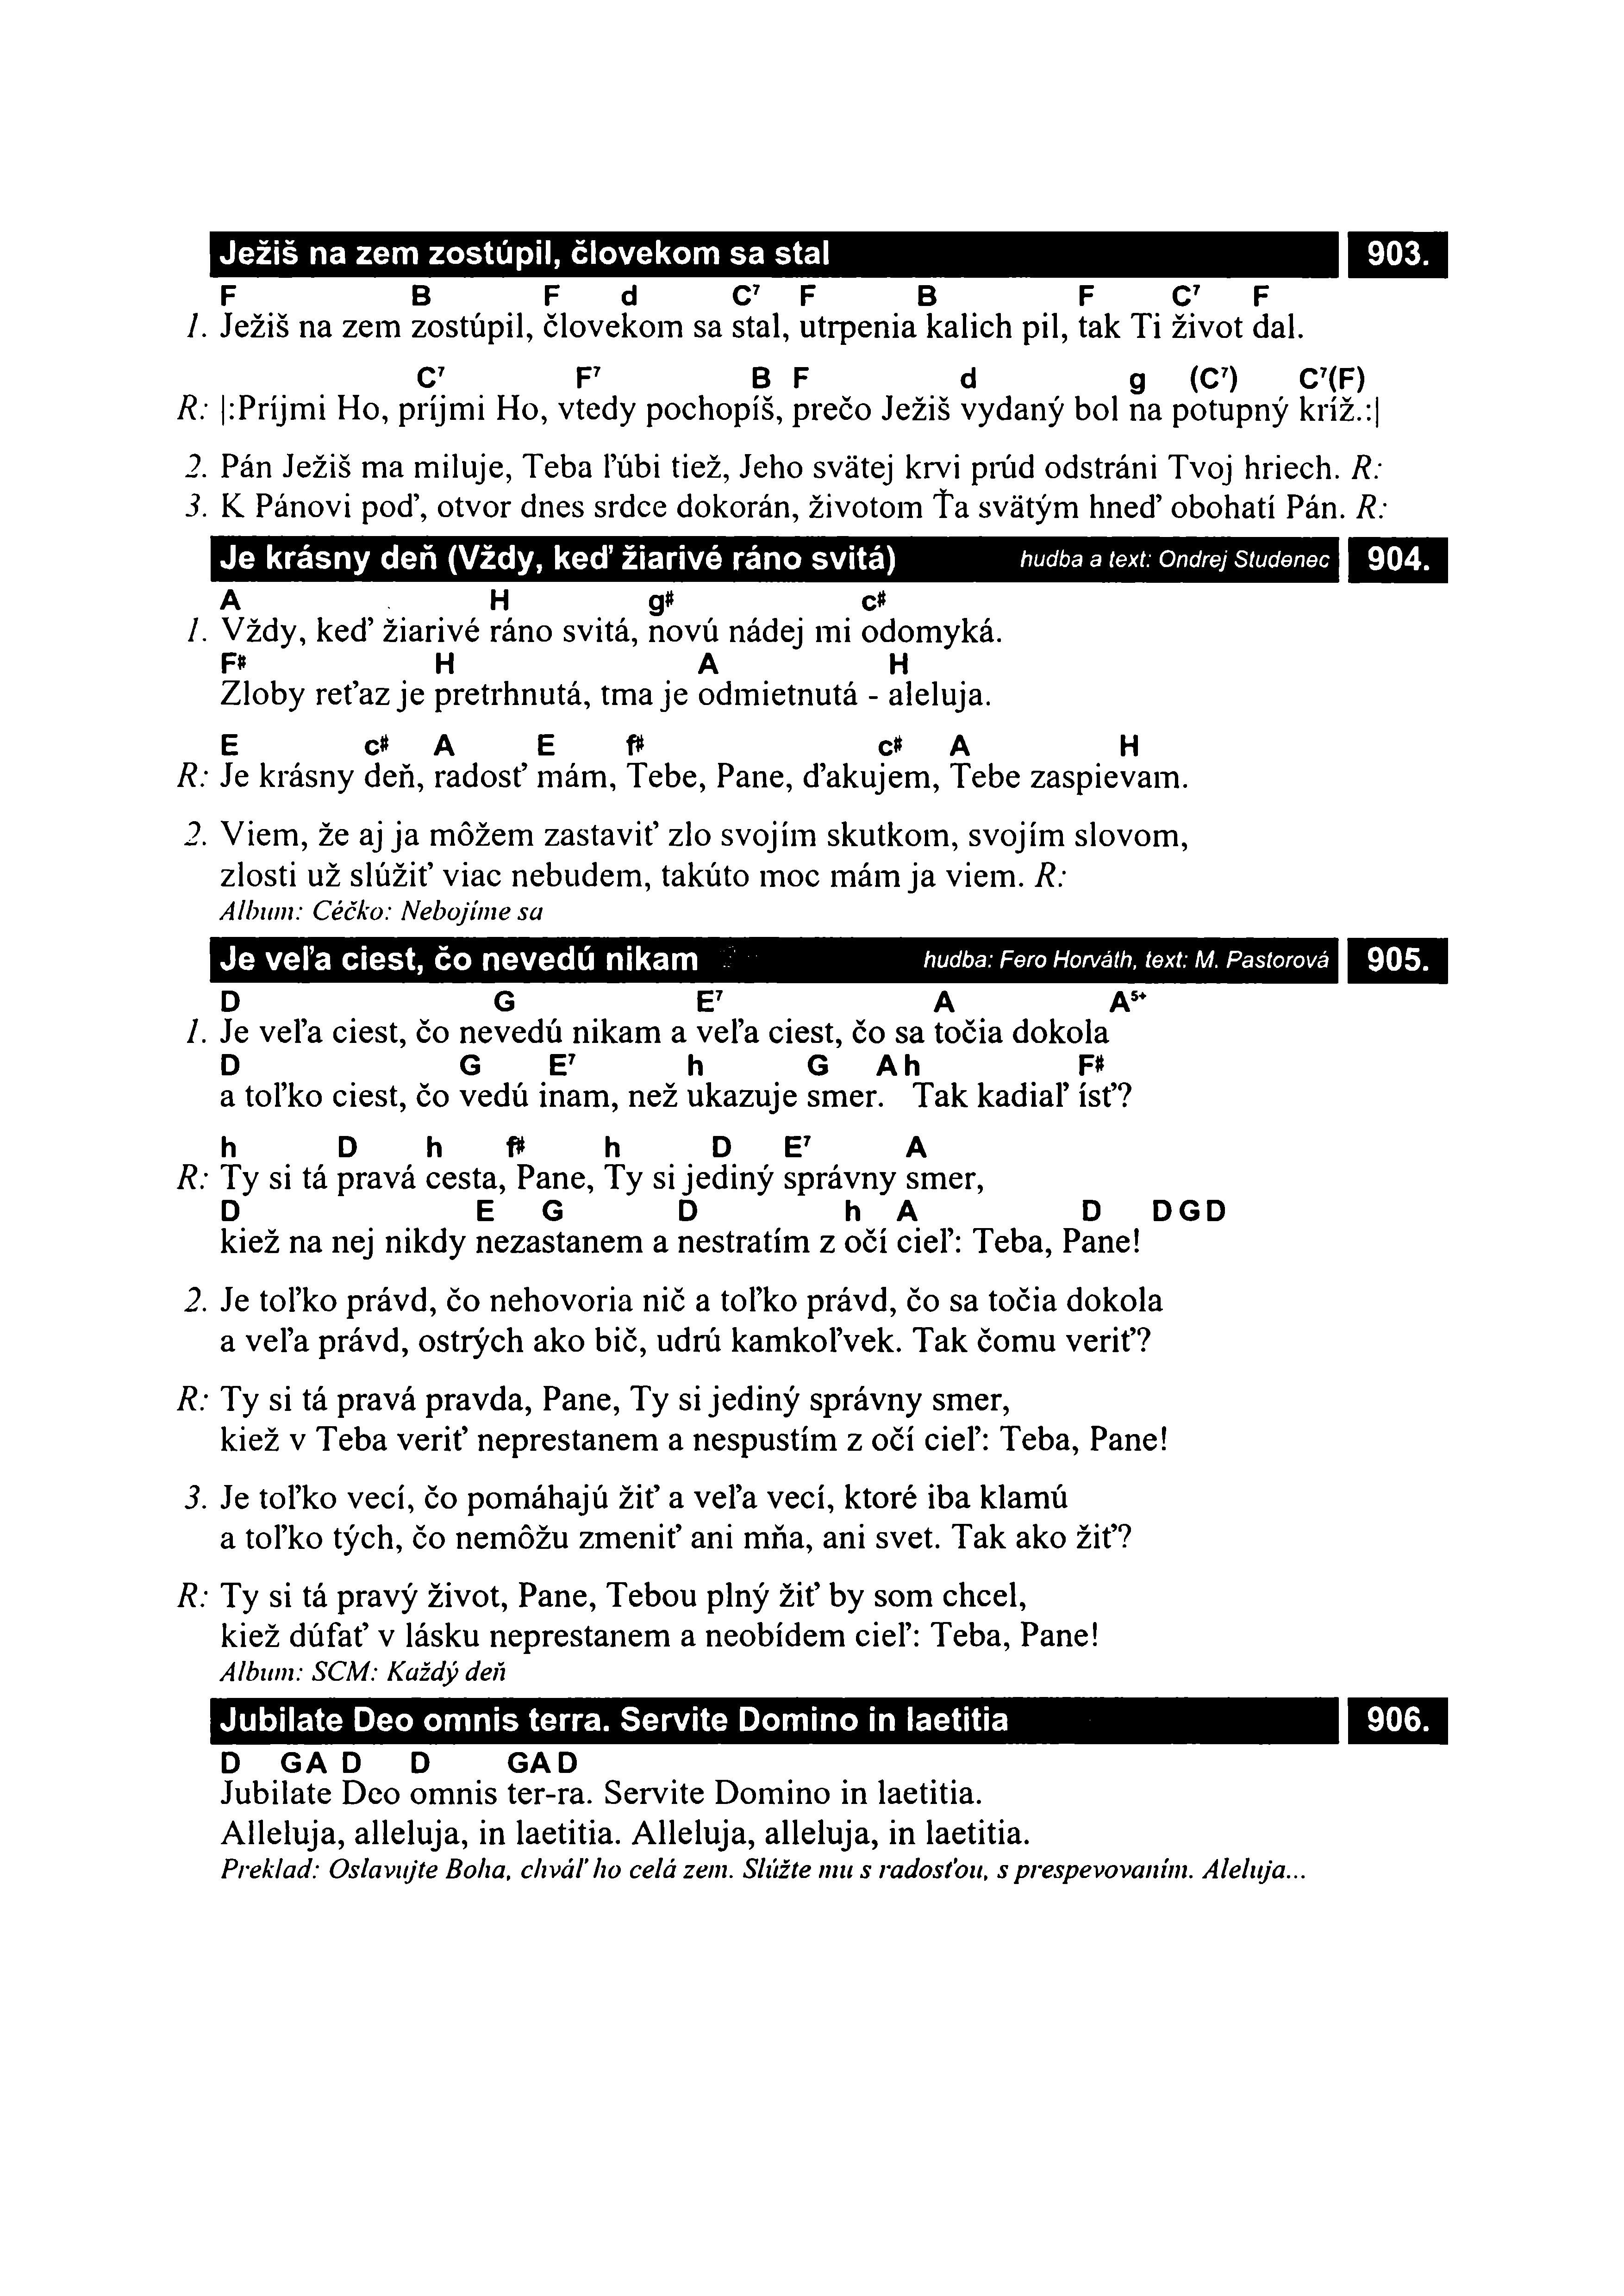 Ježiš na zem zostúpil, človekom sa stal 903.
F B F d C⁷ F B F C⁷ F
1. Ježiš na zem zostúpil, človekom sa stal, utrpenia kalich pil, tak Ti život dal.
C⁷ F⁷ B F d g (C⁷) C⁷(F)
R: |:Príjmi Ho, príjmi Ho, vtedy pochopíš, prečo Ježiš vydaný bol na potupný kríž.:|
2. Pán Ježiš ma miluje, Teba ľúbi tiež, Jeho svätej krvi prúd odstráni Tvoj hriech. R:
3. K Pánovi poď, otvor dnes srdce dokorán, životom Ťa svätým hneď obohatí Pán. R:
Je krásny deň (Vždy, keď žiarivé ráno svitá) hudba a text: Ondrej Studenec 904.
A H g# c#
1. Vždy, keď žiarivé ráno svitá, novú nádej mi odomyká.
F# H A H
Zloby reťaz je pretrhnutá, tma je odmietnutá - aleluja.
E c# A E f# c# A H
R: Je krásny deň, radosť mám, Tebe, Pane, ďakujem, Tebe zaspievam.
2. Viem, že aj ja môžem zastaviť zlo svojím skutkom, svojím slovom,
zlosti už slúžiť viac nebudem, takúto moc mám ja viem. R:
Album: Céčko: Nebojíme sa
Je veľa ciest, čo nevedú nikam hudba: Fero Horváth, text: M. Pastorová 905.
D G E⁷ A A⁵⁺
1. Je veľa ciest, čo nevedú nikam a veľa ciest, čo sa točia dokola
D G E⁷ h G A h F#
a toľko ciest, čo vedú inam, než ukazuje smer. Tak kadiaľ ísť?
h D h f# h D E⁷ A
R: Ty si tá pravá cesta, Pane, Ty si jediný správny smer,
D E G D h A D D G D
kiež na nej nikdy nezastanem a nestratím z očí cieľ: Teba, Pane!
2. Je toľko právd, čo nehovoria nič a toľko právd, čo sa točia dokola
a veľa právd, ostrých ako bič, udrú kamkoľvek. Tak čomu veriť?
R: Ty si tá pravá pravda, Pane, Ty si jediný správny smer,
kiež v Teba veriť neprestanem a nespustím z očí cieľ: Teba, Pane!
3. Je toľko vecí, čo pomáhajú žiť a veľa vecí, ktoré iba klamú
a toľko tých, čo nemôžu zmeniť ani mňa, ani svet. Tak ako žiť?
R: Ty si tá pravý život, Pane, Tebou plný žiť by som chcel,
kiež dúfať v lásku neprestanem a neobídem cieľ: Teba, Pane!
Album: SCM: Každý deň
Jubilate Deo omnis terra. Servite Domino in laetitia 906.
D G A D D G A D
Jubilate Deo omnis ter-ra. Servite Domino in laetitia.
Alleluja, alleluja, in laetitia. Alleluja, alleluja, in laetitia.
Preklad: Oslavujte Boha, chváľ ho celá zem. Slúžte mu s radosťou, s prespevovaním. Aleluja...